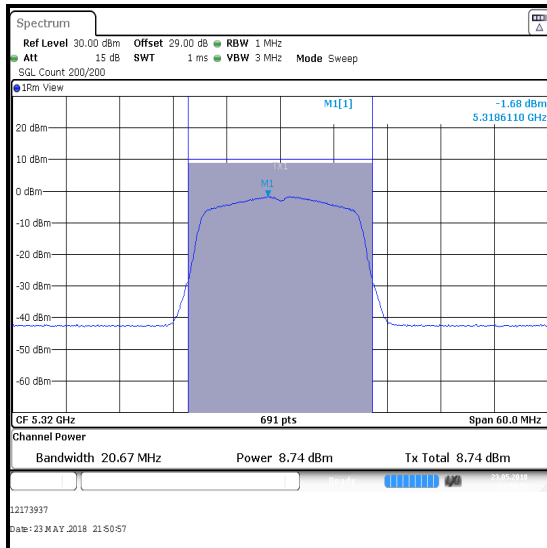 Spectrum
Ref Level 30.00 dBm Offset 29.00 dB RBW 1 MHz
Att 15 dB SWT 1 ms VBW 3 MHz Mode Sweep
SGL Count 200/200
1Rm View
M1[1] -1.68 dBm
5.3186110 GHz
20 dBm
10 dBm
TX1
0 dBm
M1
-10 dBm
-20 dBm
-30 dBm
-40 dBm
-50 dBm
-60 dBm
CF 5.32 GHz 691 pts Span 60.0 MHz
Channel Power
Bandwidth 20.67 MHz Power 8.74 dBm Tx Total 8.74 dBm
Ready 23.05.2018
12173937
Date: 23 MAY.2018 21:50:57